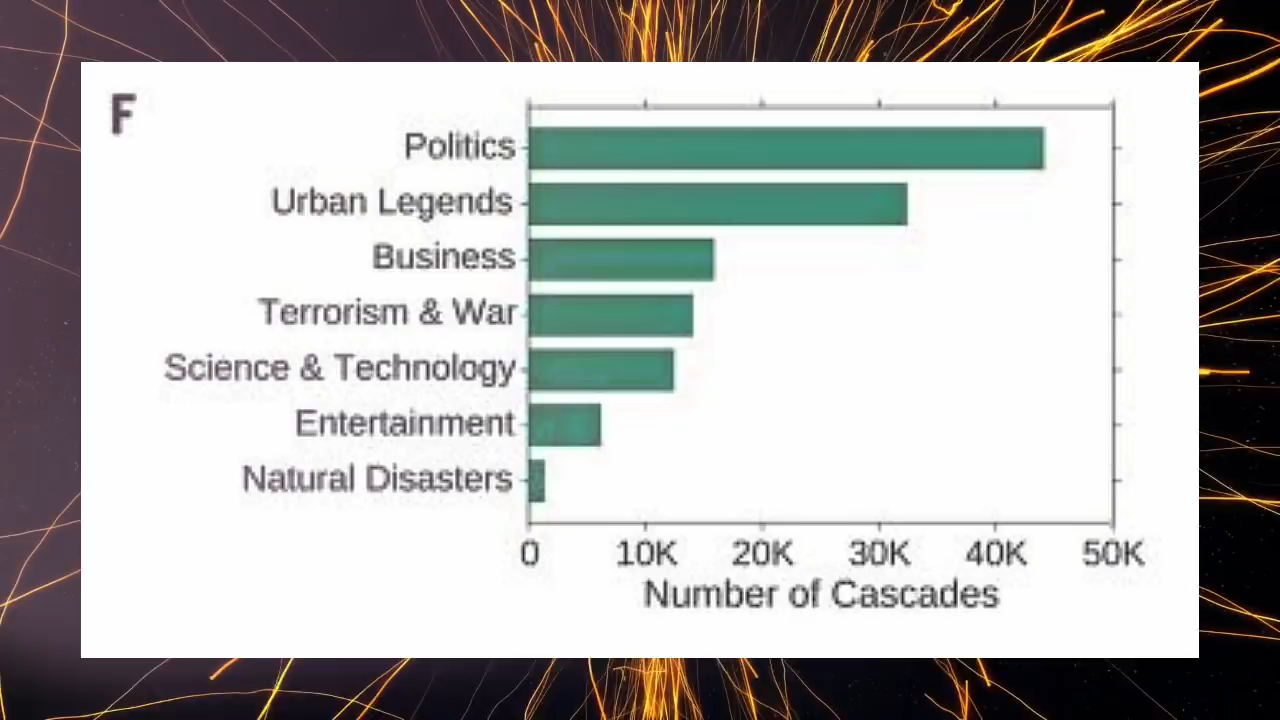 F
Politics
Urban Legends
Business
Terrorism & War
Science & Technology
Entertainment
Natural Disasters
0 10K 20K 30K 40K 50K
Number of Cascades